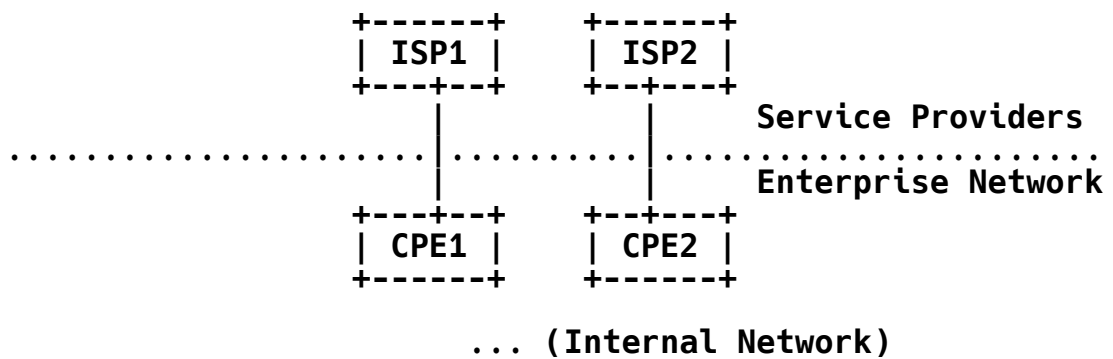 +------+ +------+
| ISP1 | | ISP2 |
+---+--+ +--+---+
| | Service Providers
......................|..........|.......................
| | Enterprise Network
+---+--+ +--+---+
| CPE1 | | CPE2 |
+------+ +------+
... (Internal Network)